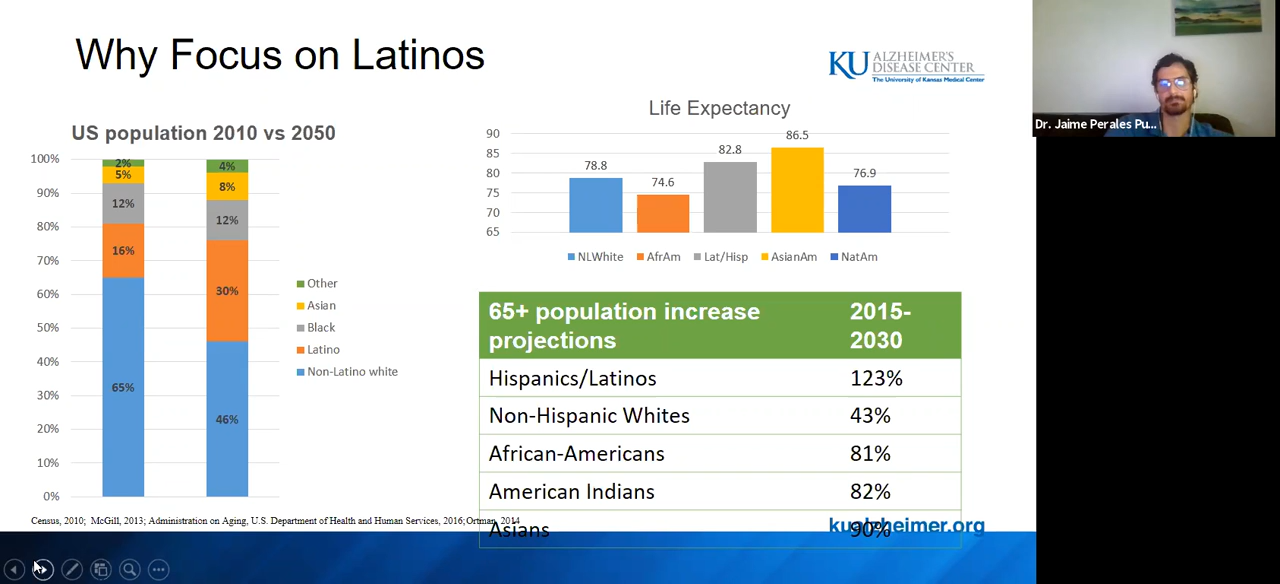 Why Focus on Latinos
KU ALZHEIMER'S
DISEASE CENTER
The University of Kansas Medical Center
Dr. Jaime Perales Pu...
US population 2010 vs 2050
100%
90%
80%
70%
60%
50%
40%
30%
20%
10%
0%
2%
5%
12%
16%
65%
4%
8%
12%
30%
46%
Other
Asian
Black
Latino
Non-Latino white
Life Expectancy
90
85
80
75
70
65
78.8
74.6
82.8
86.5
76.9
NLWhite AfrAm Lat/Hisp AsianAm NatAm
65+ population increase projections 2015-2030
Hispanics/Latinos 123%
Non-Hispanic Whites 43%
African-Americans 81%
American Indians 82%
Asians 90%
Census, 2010; McGill, 2013; Administration on Aging, U.S. Department of Health and Human Services, 2016; Ortman, 2014
kualzheimer.org